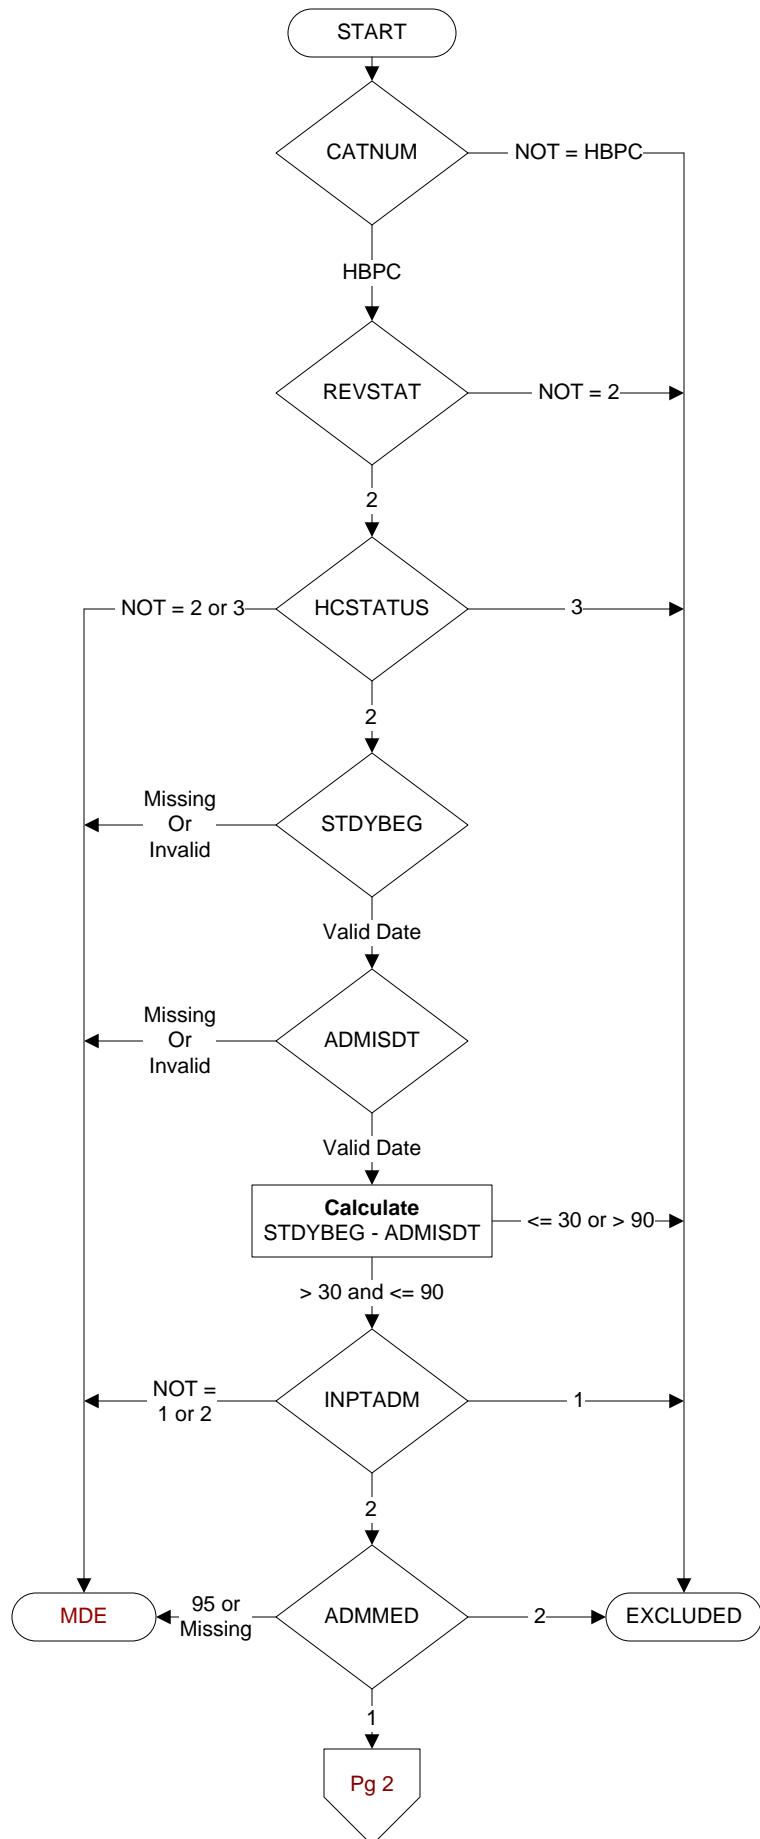 START
CATNUM
NOT = HBPC
HBPC
REVSTAT
NOT = 2
2
NOT = 2 or 3
HCSTATUS
3
2
Missing
Or
Invalid
STDYBEG
Valid Date
Missing
Or
Invalid
ADMISDT
Valid Date
Calculate
STDYBEG - ADMISDT
<= 30 or > 90
> 30 and <= 90
NOT =
1 or 2
INPTADM
1
2
MDE
95 or
Missing
ADMMED
2
EXCLUDED
1
Pg 2